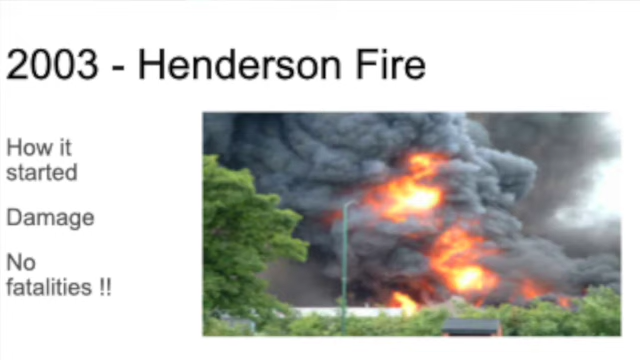 2003 - Henderson Fire
How it
started
Damage
No
fatalities !!